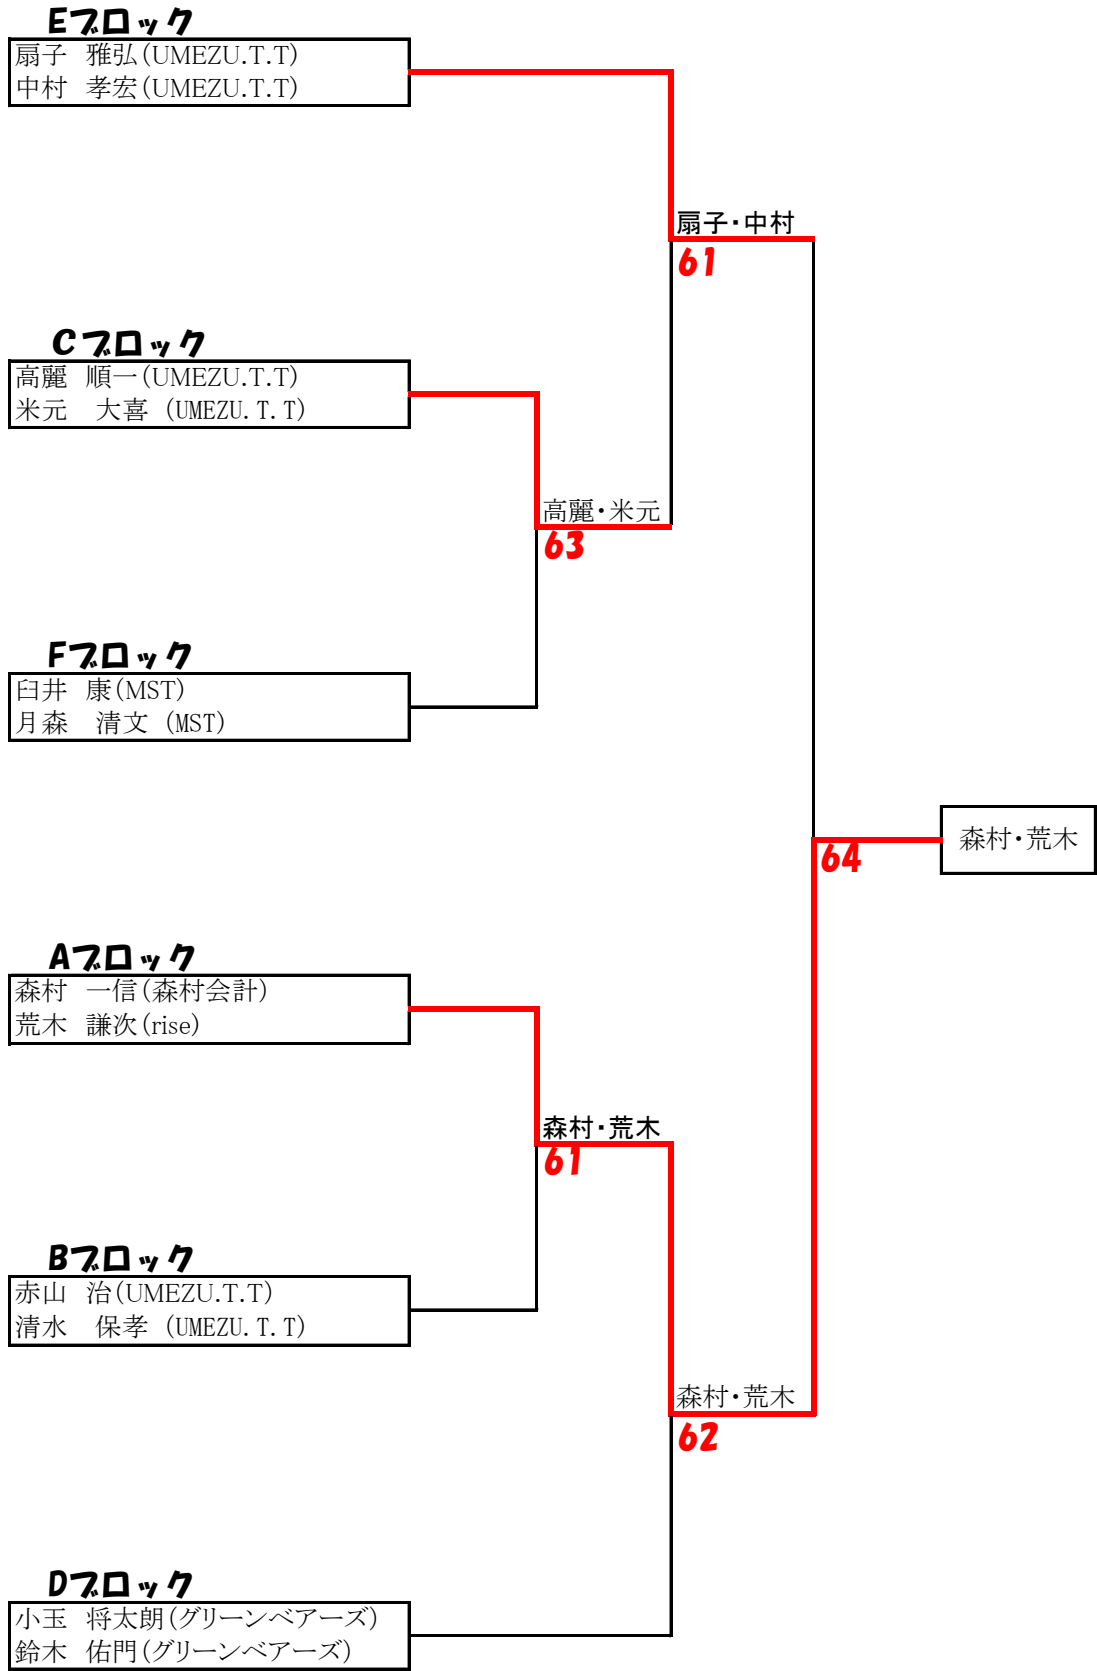 Eブロック
扇子 雅弘(UMEZU.T.T)
中村 孝宏(UMEZU.T.T)
扇子・中村
61
Cブロック
高麗 順一(UMEZU.T.T)
米元 大喜 (UMEZU.T.T)
高麗・米元
63
Fブロック
臼井 康(MST)
月森 清文 (MST)
森村・荒木
64
Aブロック
森村 一信(森村会計)
荒木 謙次(rise)
森村・荒木
61
Bブロック
赤山 治(UMEZU.T.T)
清水 保孝 (UMEZU.T.T)
森村・荒木
62
Dブロック
小玉 将太朗(グリーンベアーズ)
鈴木 佑門(グリーンベアーズ)